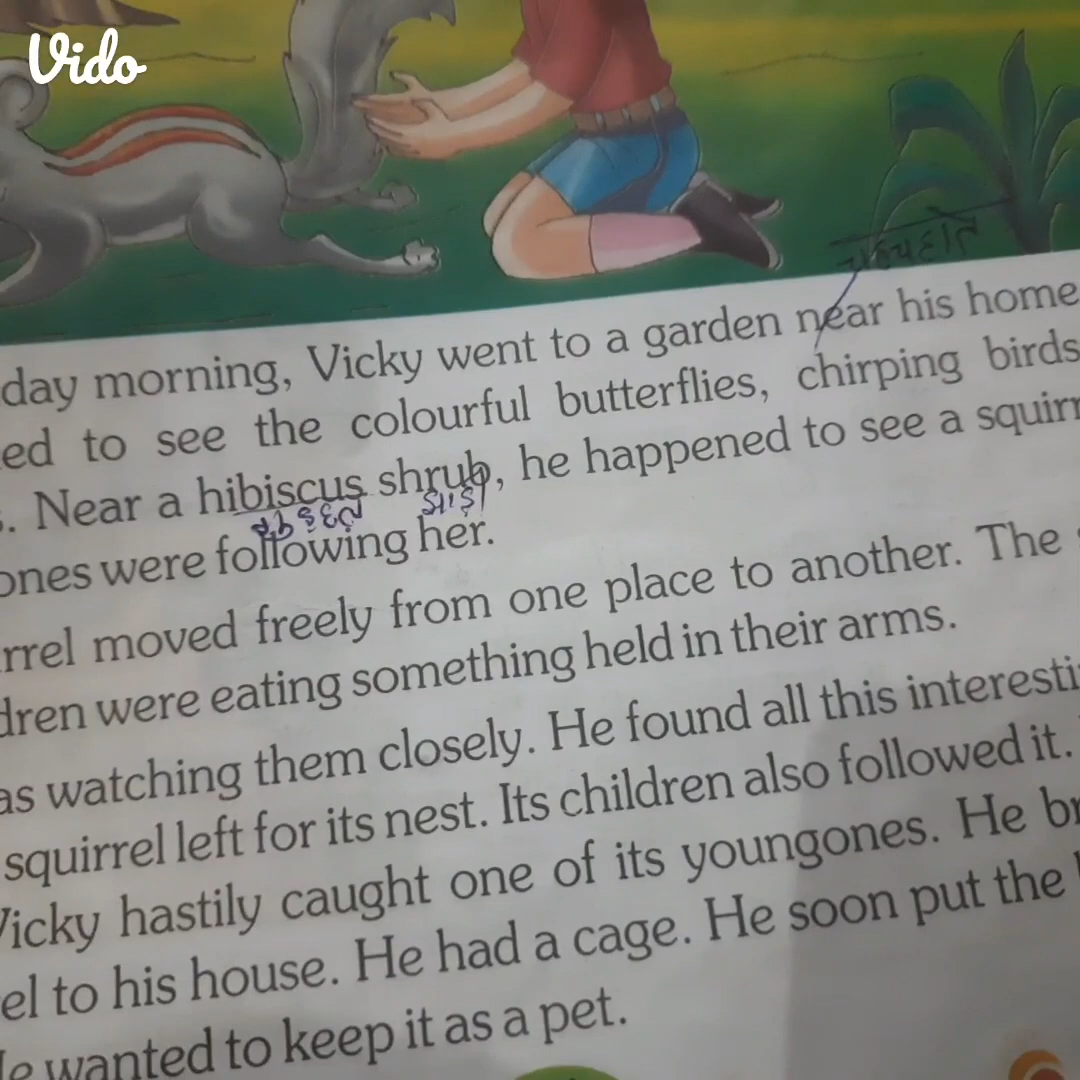 Vido
day morning, Vicky went to a garden near his home
ed to see the colourful butterflies, chirping birds
. Near a hibiscus shrub, he happened to see a squirr
झाड़ी
ones were following her.
rrel moved freely from one place to another. The
dren were eating something held in their arms.
as watching them closely. He found all this interesti
squirrel left for its nest. Its children also followed it.
Vicky hastily caught one of its youngones. He br
el to his house. He had a cage. He soon put the
He wanted to keep it as a pet.